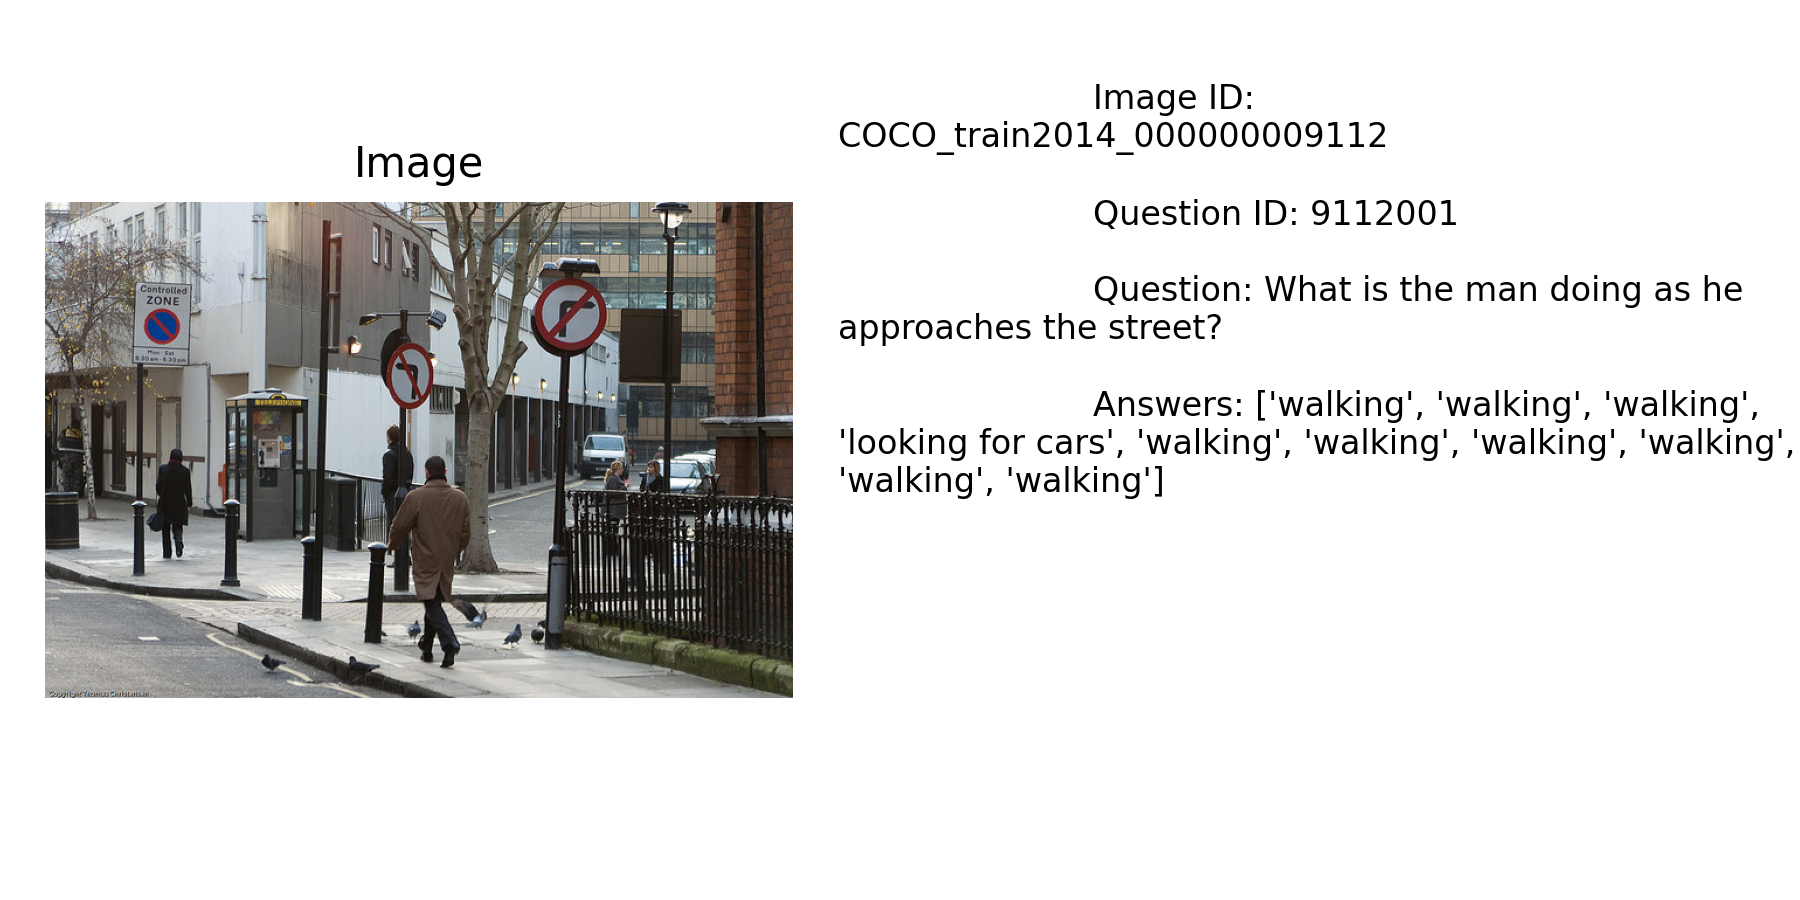 Image ID:
COCO_train2014_000000009112
Question ID: 9112001
Question: What is the man doing as he
approaches the street?
Answers: ['walking', 'walking', 'walking',
'looking for cars', 'walking', 'walking', 'walking', 'walking',
'walking', 'walking']
Image
Controlled
ZONE
Mon - Sat
8.30 am - 6.30 pm
TELEPHONE
Copyright Thomas Christensen